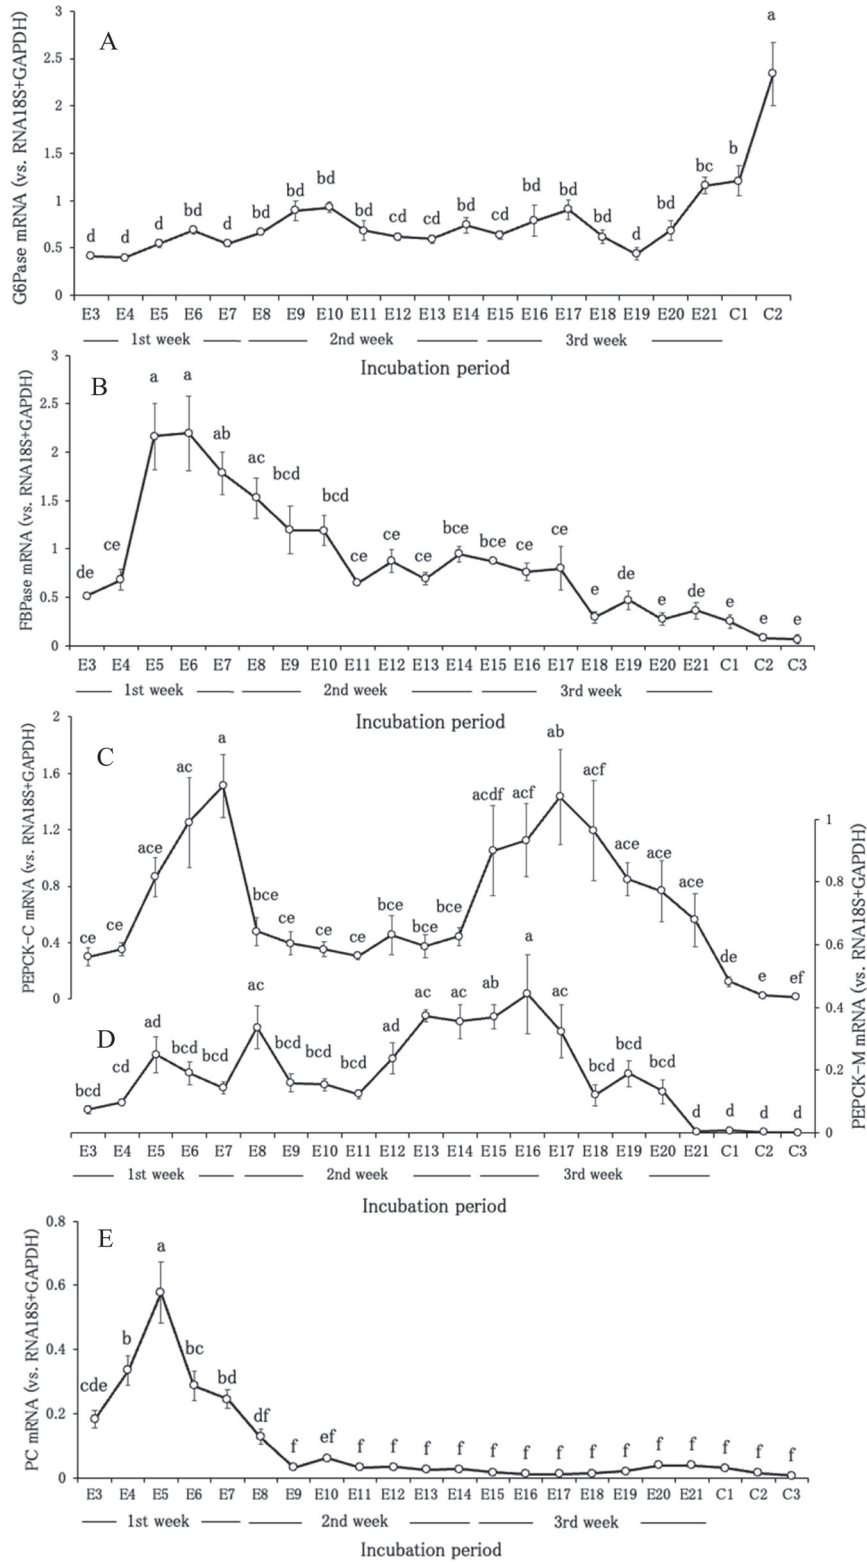 A
G6Pase mRNA (vs. RNA18S+GAPDH)
3
2.5
2
1.5
1
0.5
0
d d d bd d bd bd bd bd cd cd bd cd bd bd bd d bd bc b a
E3 E4 E5 E6 E7 E8 E9 E10 E11 E12 E13 E14 E15 E16 E17 E18 E19 E20 E21 C1 C2
1st week 2nd week 3rd week
Incubation period
B
FBPase mRNA (vs. RNA18S+GAPDH)
3
2.5
2
1.5
1
0.5
0
de ce a a ab ac bcd bcd ce ce ce bce bce ce ce e de e de e e e
E3 E4 E5 E6 E7 E8 E9 E10 E11 E12 E13 E14 E15 E16 E17 E18 E19 E20 E21 C1 C2 C3
1st week 2nd week 3rd week
Incubation period
C
PEPCK-C mRNA (vs. RNA18S+GAPDH)
2
1.6
1.2
0.8
0.4
0
ce ce ace ac a bce ce ce ce bce bce bce acdf acf ab acf ace ace ace de e ef
D
PEPCK-M mRNA (vs. RNA18S+GAPDH)
1
0.8
0.6
0.4
0.2
0
bcd cd ad bcd bcd ac bcd bcd bcd ad ac ac ab a ac bcd bcd bcd d d d d
E3 E4 E5 E6 E7 E8 E9 E10 E11 E12 E13 E14 E15 E16 E17 E18 E19 E20 E21 C1 C2 C3
1st week 2nd week 3rd week
Incubation period
E
PC mRNA (vs. RNA18S+GAPDH)
0.8
0.6
0.4
0.2
0
cde b a bc bd df f ef f f f f f f f f f f f f f f
E3 E4 E5 E6 E7 E8 E9 E10 E11 E12 E13 E14 E15 E16 E17 E18 E19 E20 E21 C1 C2 C3
1st week 2nd week 3rd week
Incubation period